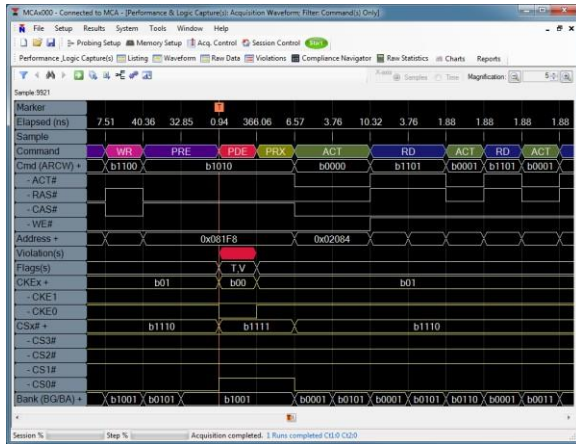 MCAx000 - Connected to MCA - [Performance & Logic Capture(s): Acquisition Waveform; Filter: Command(s) Only]
File Setup Results System Tools Window Help
Probing Setup Memory Setup Acq. Control Session Control Start
Performance ,Logic Capture(s) Listing Waveform Raw Data Violations Compliance Navigator Raw Statistics Charts Reports
Samples Time Magnification: 5
Sample:9921
Marker T
Elapsed (ns) 7.51 40.36 32.85 0.94 366.06 6.57 3.76 10.32 3.76 1.88 1.88 1.88 1.88
Sample
Command WR PRE PDE PRX ACT RD ACT RD ACT
Cmd (ARCW) + b1100 b1010 b0000 b1101 b0001 b1101 b0001
- ACT#
- RAS#
- CAS#
- WE#
Address + 0x081F8 0x02084
Violation(s)
Flags(s) T,V
CKEx + b01 b00 b01
- CKE1
- CKE0
CSx# + b1110 b1111 b1110
- CS3#
- CS2#
- CS1#
- CS0#
Bank (BG/BA) + b1001 b0101 b1001 b0001 b0101 b0001 b0101 b0110 b0001 b0011
Session % Step % Acquisition completed. 1 Runs completed Ct1:0 Ct2:0